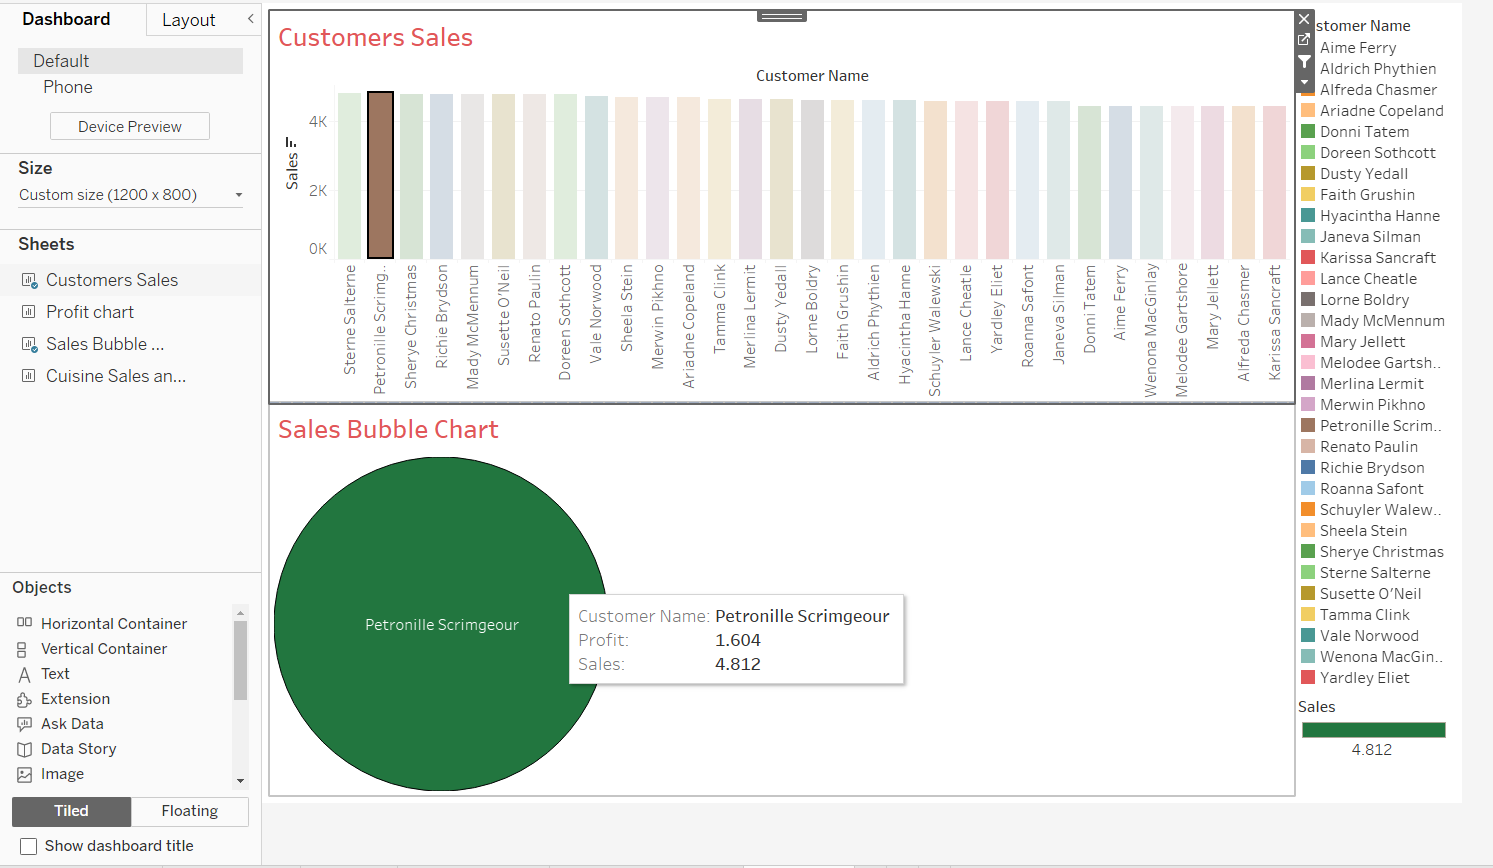 Dashboard
Layout
<
Default
Phone
Device Preview
Size
Custom size (1200 x 800)
Sheets
Customers Sales
Profit chart
Sales Bubble ...
Cuisine Sales an...
Objects
Horizontal Container
Vertical Container
Text
Extension
Ask Data
Data Story
Image
Tiled
Floating
Show dashboard title
Customers Sales
Customer Name
Sales
4K
2K
0K
Sterne Salterne
Petronille Scrimg..
Sherye Christmas
Richie Brydson
Mady McMennum
Susette O'Neil
Renato Paulin
Doreen Sothcott
Vale Norwood
Sheela Stein
Merwin Pikhno
Ariadne Copeland
Tamma Clink
Merlina Lermit
Dusty Yedall
Lorne Boldry
Faith Grushin
Aldrich Phythien
Hyacintha Hanne
Schuyler Walewski
Lance Cheatle
Yardley Eliet
Roanna Safont
Janeva Silman
Donni Tatem
Aime Ferry
Wenona MacGinlay
Melodee Gartshore
Mary Jellett
Alfreda Chasmer
Karissa Sancraft
Sales Bubble Chart
Petronille Scrimgeour
Customer Name: Petronille Scrimgeour
Profit: 1.604
Sales: 4.812
stomer Name
Aime Ferry
Aldrich Phythien
Alfreda Chasmer
Ariadne Copeland
Donni Tatem
Doreen Sothcott
Dusty Yedall
Faith Grushin
Hyacintha Hanne
Janeva Silman
Karissa Sancraft
Lance Cheatle
Lorne Boldry
Mady McMennum
Mary Jellett
Melodee Gartsh..
Merlina Lermit
Merwin Pikhno
Petronille Scrim..
Renato Paulin
Richie Brydson
Roanna Safont
Schuyler Walew..
Sheela Stein
Sherye Christmas
Sterne Salterne
Susette O'Neil
Tamma Clink
Vale Norwood
Wenona MacGin..
Yardley Eliet
Sales
4.812